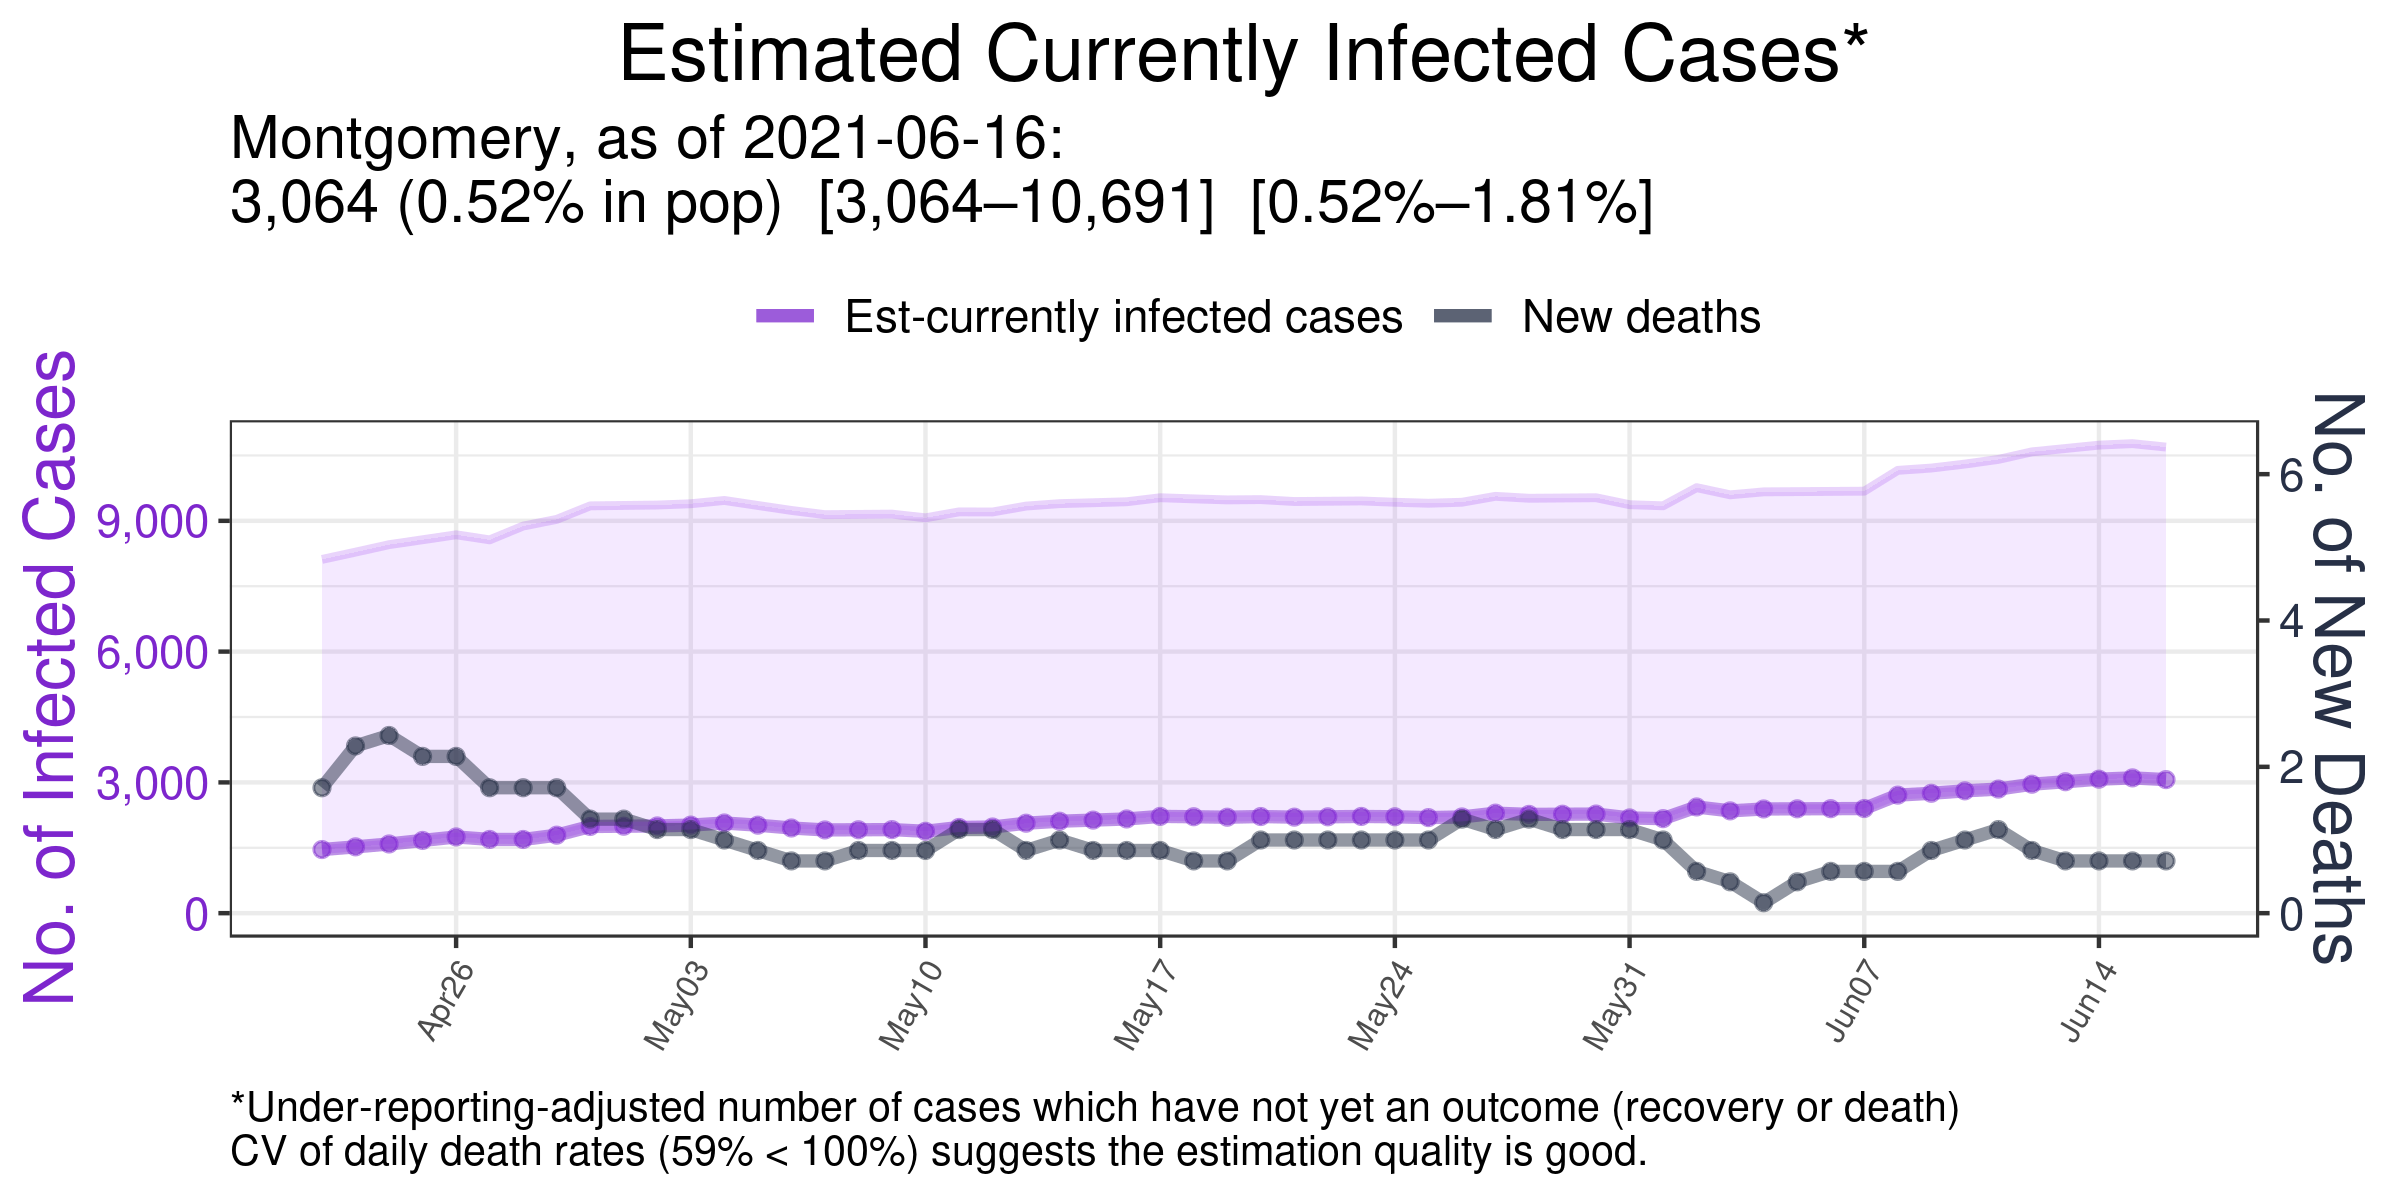 Estimated Currently Infected Cases*
Montgomery, as of 2021-06-16:
3,064 (0.52% in pop)  [3,064–10,691]  [0.52%–1.81%]
Est-currently infected cases
New deaths
No. of Infected Cases
9,000
6,000
3,000
0
No. of New Deaths
6
4
2
0
Apr26
May03
May10
May17
May24
May31
Jun07
Jun14
*Under-reporting-adjusted number of cases which have not yet an outcome (recovery or death)
CV of daily death rates (59% < 100%) suggests the estimation quality is good.